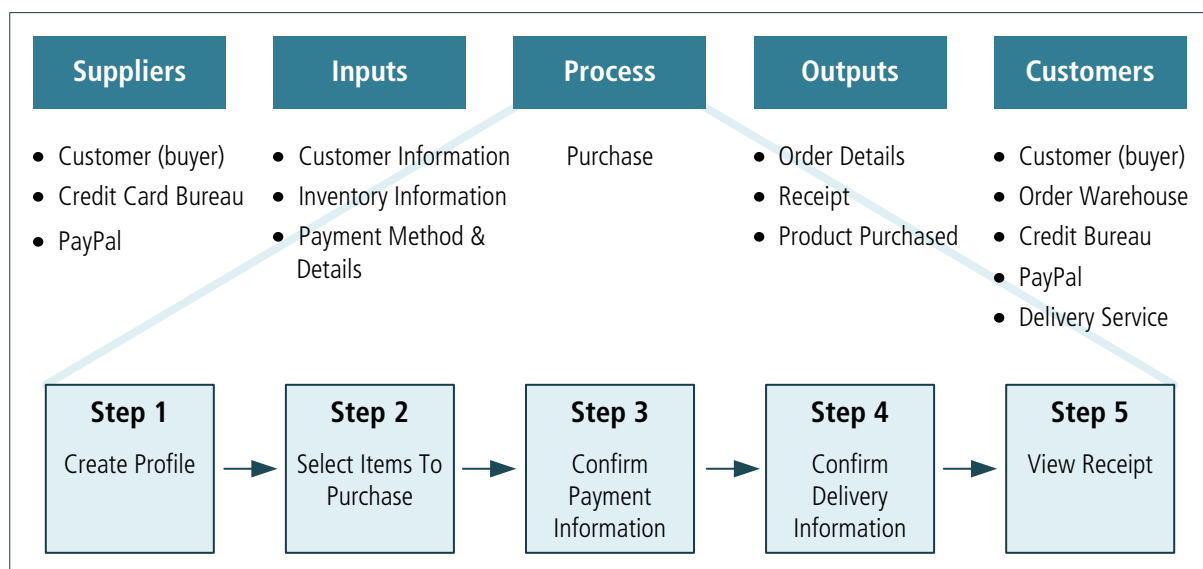 Suppliers
Inputs
Process
Outputs
Customers
• Customer (buyer)
• Credit Card Bureau
• PayPal
• Customer Information
• Inventory Information
• Payment Method &
Details
Purchase
• Order Details
• Receipt
• Product Purchased
• Customer (buyer)
• Order Warehouse
• Credit Bureau
• PayPal
• Delivery Service
Step 1
Create Profile
Step 2
Select Items To
Purchase
Step 3
Confirm
Payment
Information
Step 4
Confirm
Delivery
Information
Step 5
View Receipt